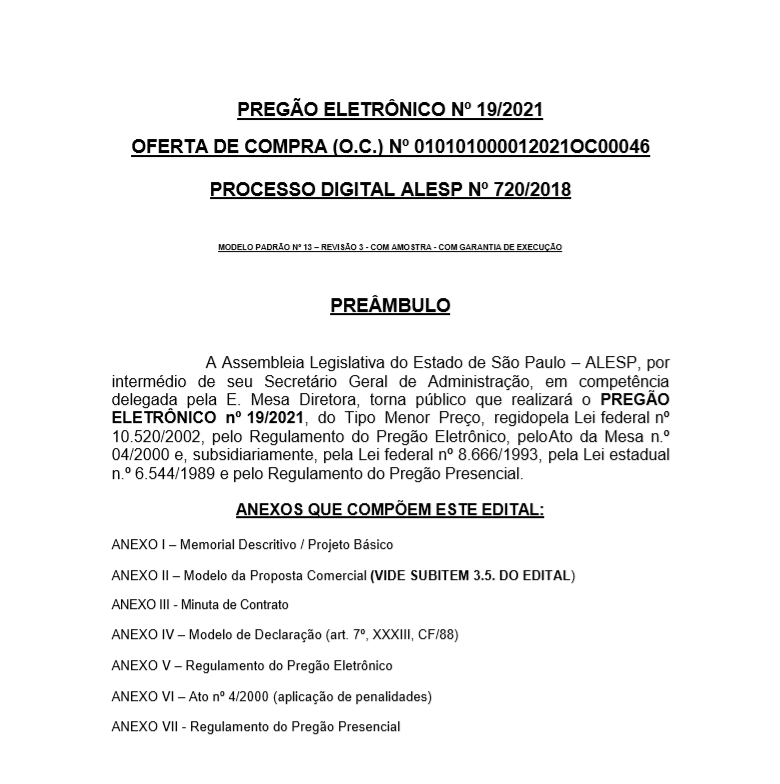 PREGÃO ELETRÔNICO Nº 19/2021
OFERTA DE COMPRA (O.C.) Nº 010101000012021OC00046
PROCESSO DIGITAL ALESP Nº 720/2018
MODELO PADRÃO Nº 13 – REVISÃO 3 - COM AMOSTRA - COM GARANTIA DE EXECUÇÃO
PREÂMBULO
A Assembleia Legislativa do Estado de São Paulo – ALESP, por
intermédio de seu Secretário Geral de Administração, em competência
delegada pela E. Mesa Diretora, torna público que realizará o PREGÃO
ELETRÔNICO nº 19/2021, do Tipo Menor Preço, regidopela Lei federal nº
10.520/2002, pelo Regulamento do Pregão Eletrônico, peloAto da Mesa n.º
04/2000 e, subsidiariamente, pela Lei federal nº 8.666/1993, pela Lei estadual
n.º 6.544/1989 e pelo Regulamento do Pregão Presencial.
ANEXOS QUE COMPÕEM ESTE EDITAL:
ANEXO I – Memorial Descritivo / Projeto Básico
ANEXO II – Modelo da Proposta Comercial (VIDE SUBITEM 3.5. DO EDITAL)
ANEXO III - Minuta de Contrato
ANEXO IV – Modelo de Declaração (art. 7º, XXXIII, CF/88)
ANEXO V – Regulamento do Pregão Eletrônico
ANEXO VI – Ato nº 4/2000 (aplicação de penalidades)
ANEXO VII - Regulamento do Pregão Presencial